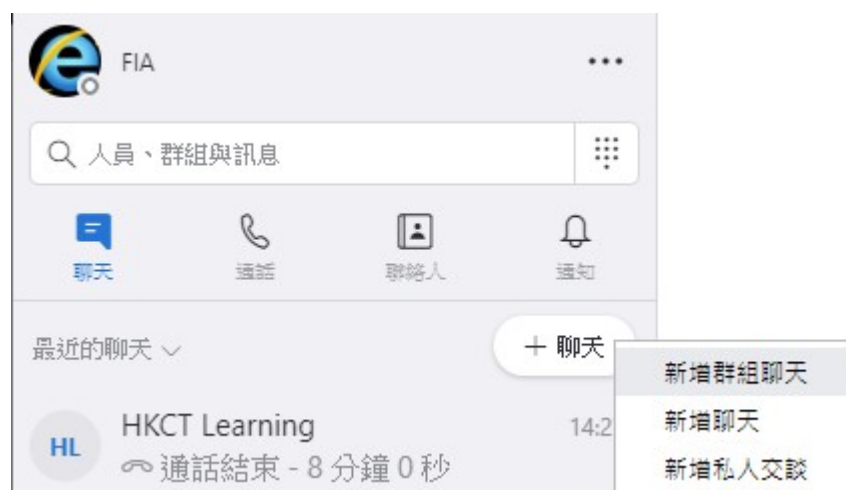 FIA
人員、群組與訊息
聊天
通話
聯絡人
通知
最近的聊天
聊天
新增群組聊天
HL
HKCT Learning
14:2
新增聊天
通話結束 - 8 分鐘 0 秒
新增私人交談